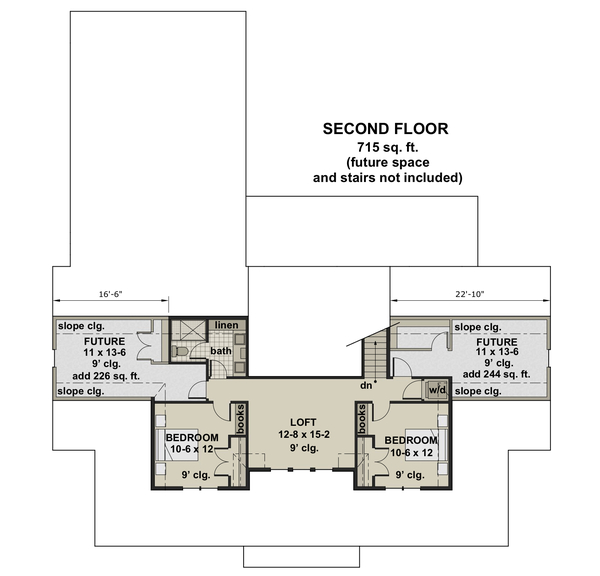 SECOND FLOOR
715 sq. ft.
(future space
and stairs not included)
16'-6"
22'-10"
slope clg.
FUTURE
11 x 13-6
9' clg.
add 226 sq. ft.
slope clg.
linen
bath
slope clg.
FUTURE
11 x 13-6
9' clg.
add 244 sq. ft.
slope clg.
dn
w/d
books
books
LOFT
12-8 x 15-2
9' clg.
BEDROOM
10-6 x 12
9' clg.
BEDROOM
10-6 x 12
9' clg.